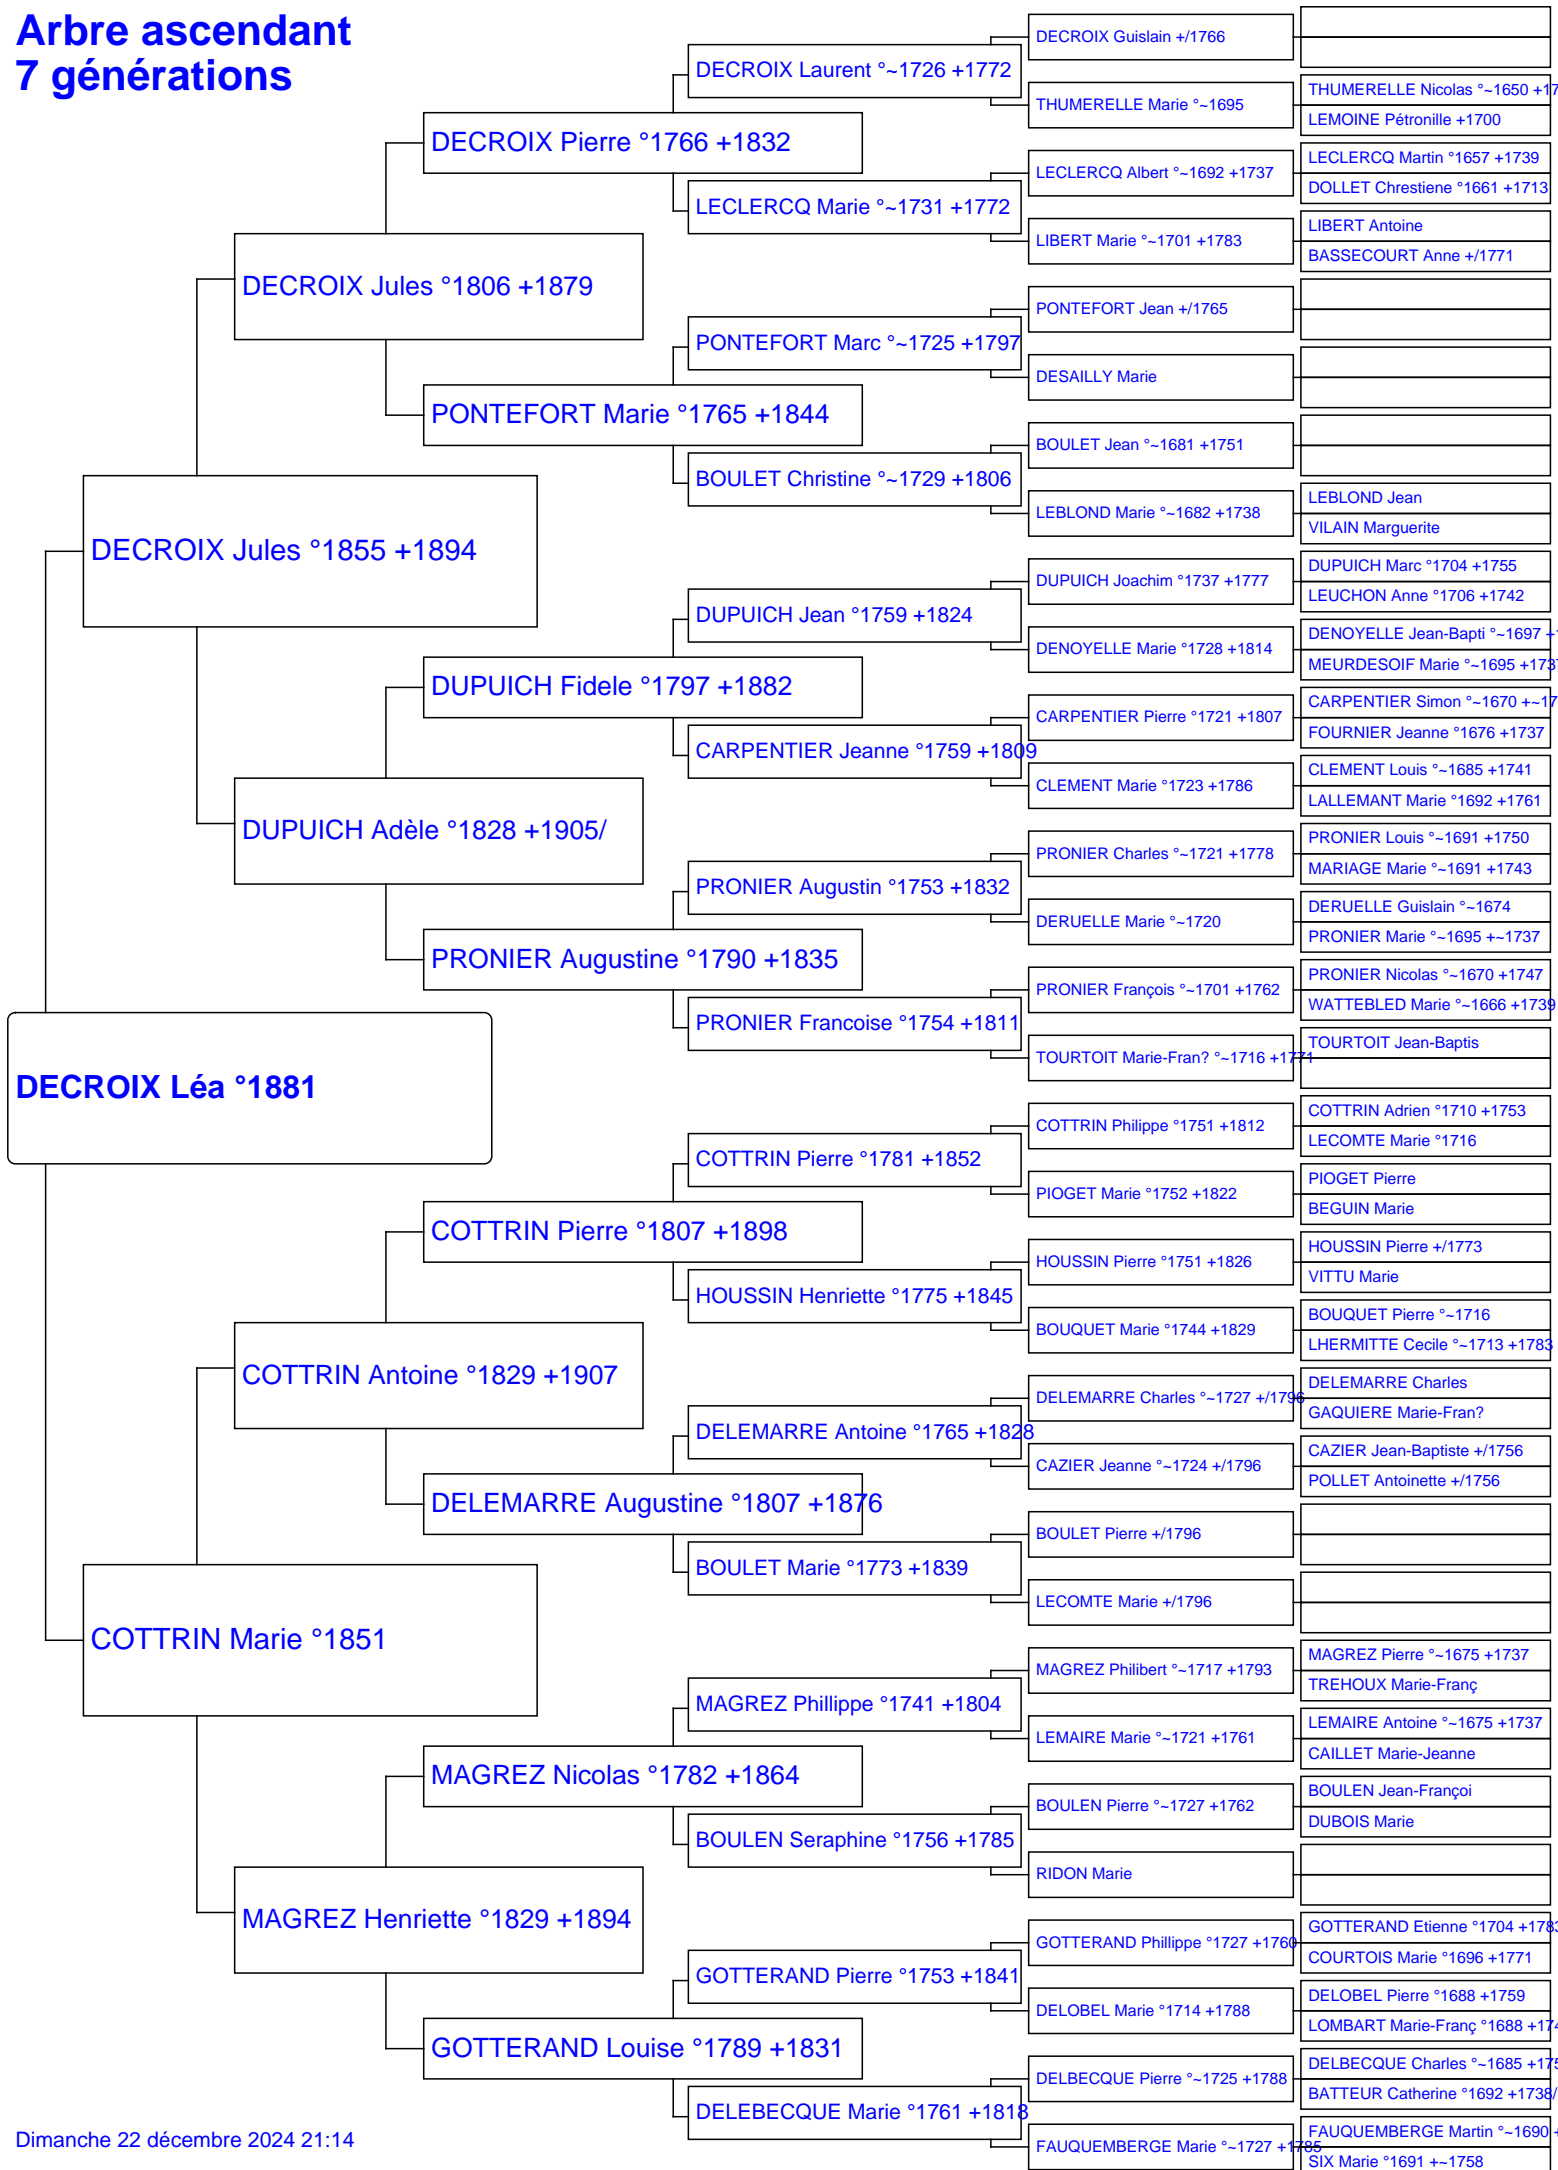 Arbre ascendant
7 générations
DECROIX Guislain +/1766
DECROIX Laurent °~1726 +1772
THUMERELLE Nicolas °~1650 +17
THUMERELLE Marie °~1695
LEMOINE Pétronille +1700
DECROIX Pierre °1766 +1832
LECLERCQ Martin °1657 +1739
LECLERCQ Albert °~1692 +1737
DOLLET Chrestiene °1661 +1713
LECLERCQ Marie °~1731 +1772
LIBERT Antoine
LIBERT Marie °~1701 +1783
BASSECOURT Anne +/1771
DECROIX Jules °1806 +1879
PONTEFORT Jean +/1765
PONTEFORT Marc °~1725 +1797
DESAILLY Marie
PONTEFORT Marie °1765 +1844
BOULET Jean °~1681 +1751
BOULET Christine °~1729 +1806
LEBLOND Jean
LEBLOND Marie °~1682 +1738
VILAIN Marguerite
DECROIX Jules °1855 +1894
DUPUICH Marc °1704 +1755
DUPUICH Joachim °1737 +1777
LEUCHON Anne °1706 +1742
DUPUICH Jean °1759 +1824
DENOYELLE Jean-Bapti °~1697 +
DENOYELLE Marie °1728 +1814
MEURDESOIF Marie °~1695 +173
DUPUICH Fidele °1797 +1882
CARPENTIER Simon °~1670 +~17
CARPENTIER Pierre °1721 +1807
FOURNIER Jeanne °1676 +1737
CARPENTIER Jeanne °1759 +1809
CLEMENT Louis °~1685 +1741
CLEMENT Marie °1723 +1786
LALLEMANT Marie °1692 +1761
DUPUICH Adèle °1828 +1905/
PRONIER Louis °~1691 +1750
PRONIER Charles °~1721 +1778
MARIAGE Marie °~1691 +1743
PRONIER Augustin °1753 +1832
DERUELLE Guislain °~1674
DERUELLE Marie °~1720
PRONIER Marie °~1695 +~1737
PRONIER Augustine °1790 +1835
PRONIER Nicolas °~1670 +1747
PRONIER François °~1701 +1762
WATTEBLED Marie °~1666 +1739
PRONIER Francoise °1754 +1811
TOURTOIT Jean-Baptis
TOURTOIT Marie-Fran? °~1716 +1771
DECROIX Léa °1881
COTTRIN Adrien °1710 +1753
COTTRIN Philippe °1751 +1812
LECOMTE Marie °1716
COTTRIN Pierre °1781 +1852
PIOGET Pierre
PIOGET Marie °1752 +1822
BEGUIN Marie
COTTRIN Pierre °1807 +1898
HOUSSIN Pierre +/1773
HOUSSIN Pierre °1751 +1826
VITTU Marie
HOUSSIN Henriette °1775 +1845
BOUQUET Pierre °~1716
BOUQUET Marie °1744 +1829
LHERMITTE Cecile °~1713 +1783
COTTRIN Antoine °1829 +1907
DELEMARRE Charles
DELEMARRE Charles °~1727 +/1796
GAQUIERE Marie-Fran?
DELEMARRE Antoine °1765 +1828
CAZIER Jean-Baptiste +/1756
CAZIER Jeanne °~1724 +/1796
POLLET Antoinette +/1756
DELEMARRE Augustine °1807 +1876
BOULET Pierre +/1796
BOULET Marie °1773 +1839
LECOMTE Marie +/1796
COTTRIN Marie °1851
MAGREZ Pierre °~1675 +1737
MAGREZ Philibert °~1717 +1793
TREHOUX Marie-Franç
MAGREZ Phillippe °1741 +1804
LEMAIRE Antoine °~1675 +1737
LEMAIRE Marie °~1721 +1761
CAILLET Marie-Jeanne
MAGREZ Nicolas °1782 +1864
BOULEN Jean-Françoi
BOULEN Pierre °~1727 +1762
DUBOIS Marie
BOULEN Seraphine °1756 +1785
RIDON Marie
MAGREZ Henriette °1829 +1894
GOTTERAND Etienne °1704 +1783
GOTTERAND Phillippe °1727 +1760
COURTOIS Marie °1696 +1771
GOTTERAND Pierre °1753 +1841
DELOBEL Pierre °1688 +1759
DELOBEL Marie °1714 +1788
LOMBART Marie-Franç °1688 +174
GOTTERAND Louise °1789 +1831
DELBECQUE Charles °~1685 +175
DELBECQUE Pierre °~1725 +1788
BATTEUR Catherine °1692 +1738/
DELEBECQUE Marie °1761 +1818
FAUQUEMBERGE Martin °~1690 +
FAUQUEMBERGE Marie °~1727 +1785
SIX Marie °1691 +~1758
Dimanche 22 décembre 2024 21:14